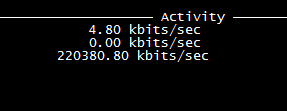 Activity
4.80 kbits/sec
0.00 kbits/sec
220380.80 kbits/sec